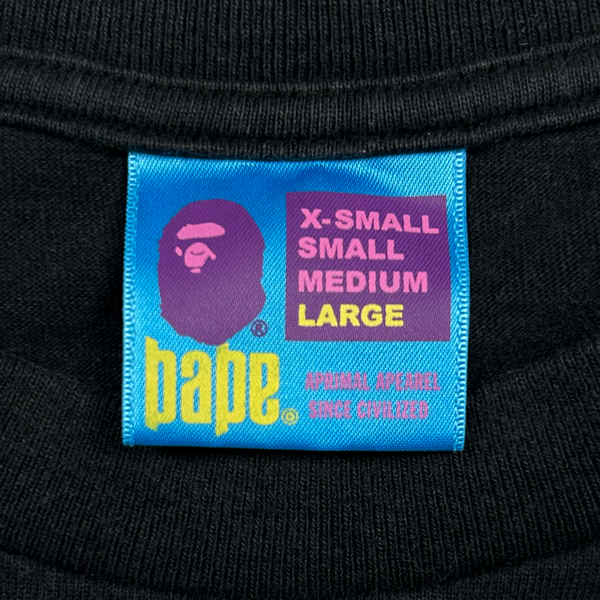 X-SMALL
SMALL
MEDIUM
LARGE
®
bape.©
APRIMAL APEAREL
SINCE CIVILIZED